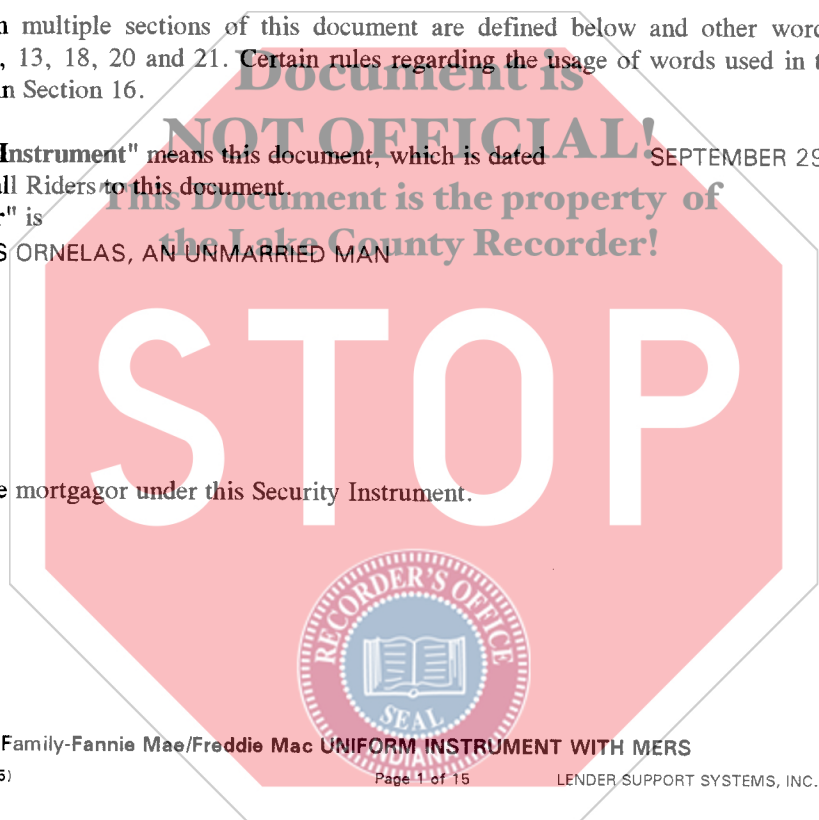 n multiple sections of this document are defined below and other word
, 13, 18, 20 and 21. Certain rules regarding the usage of words used in t
n Section 16.
Document is
NOT OFFICIAL!
This Document is the property of
the Lake County Recorder!
Instrument" means this document, which is dated SEPTEMBER 29
ll Riders to this document.
r" is
S ORNELAS, AN UNMARRIED MAN
STOP
e mortgagor under this Security Instrument.
RECORDER'S OFFICE
SEAL
INDIANA
Family-Fannie Mae/Freddie Mac UNIFORM INSTRUMENT WITH MERS
5)
Page 1 of 15
LENDER SUPPORT SYSTEMS, INC.